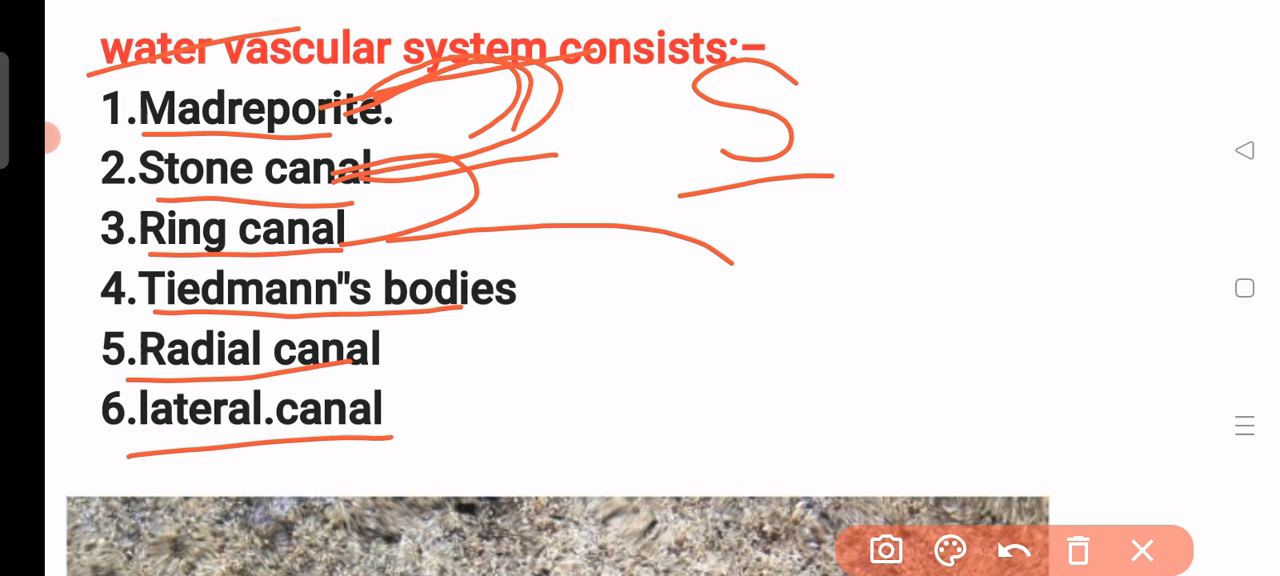 water vascular system consists:–
1.Madreporite.
2.Stone canal
3.Ring canal
4.Tiedmann"s bodies
5.Radial canal
6.lateral.canal
S